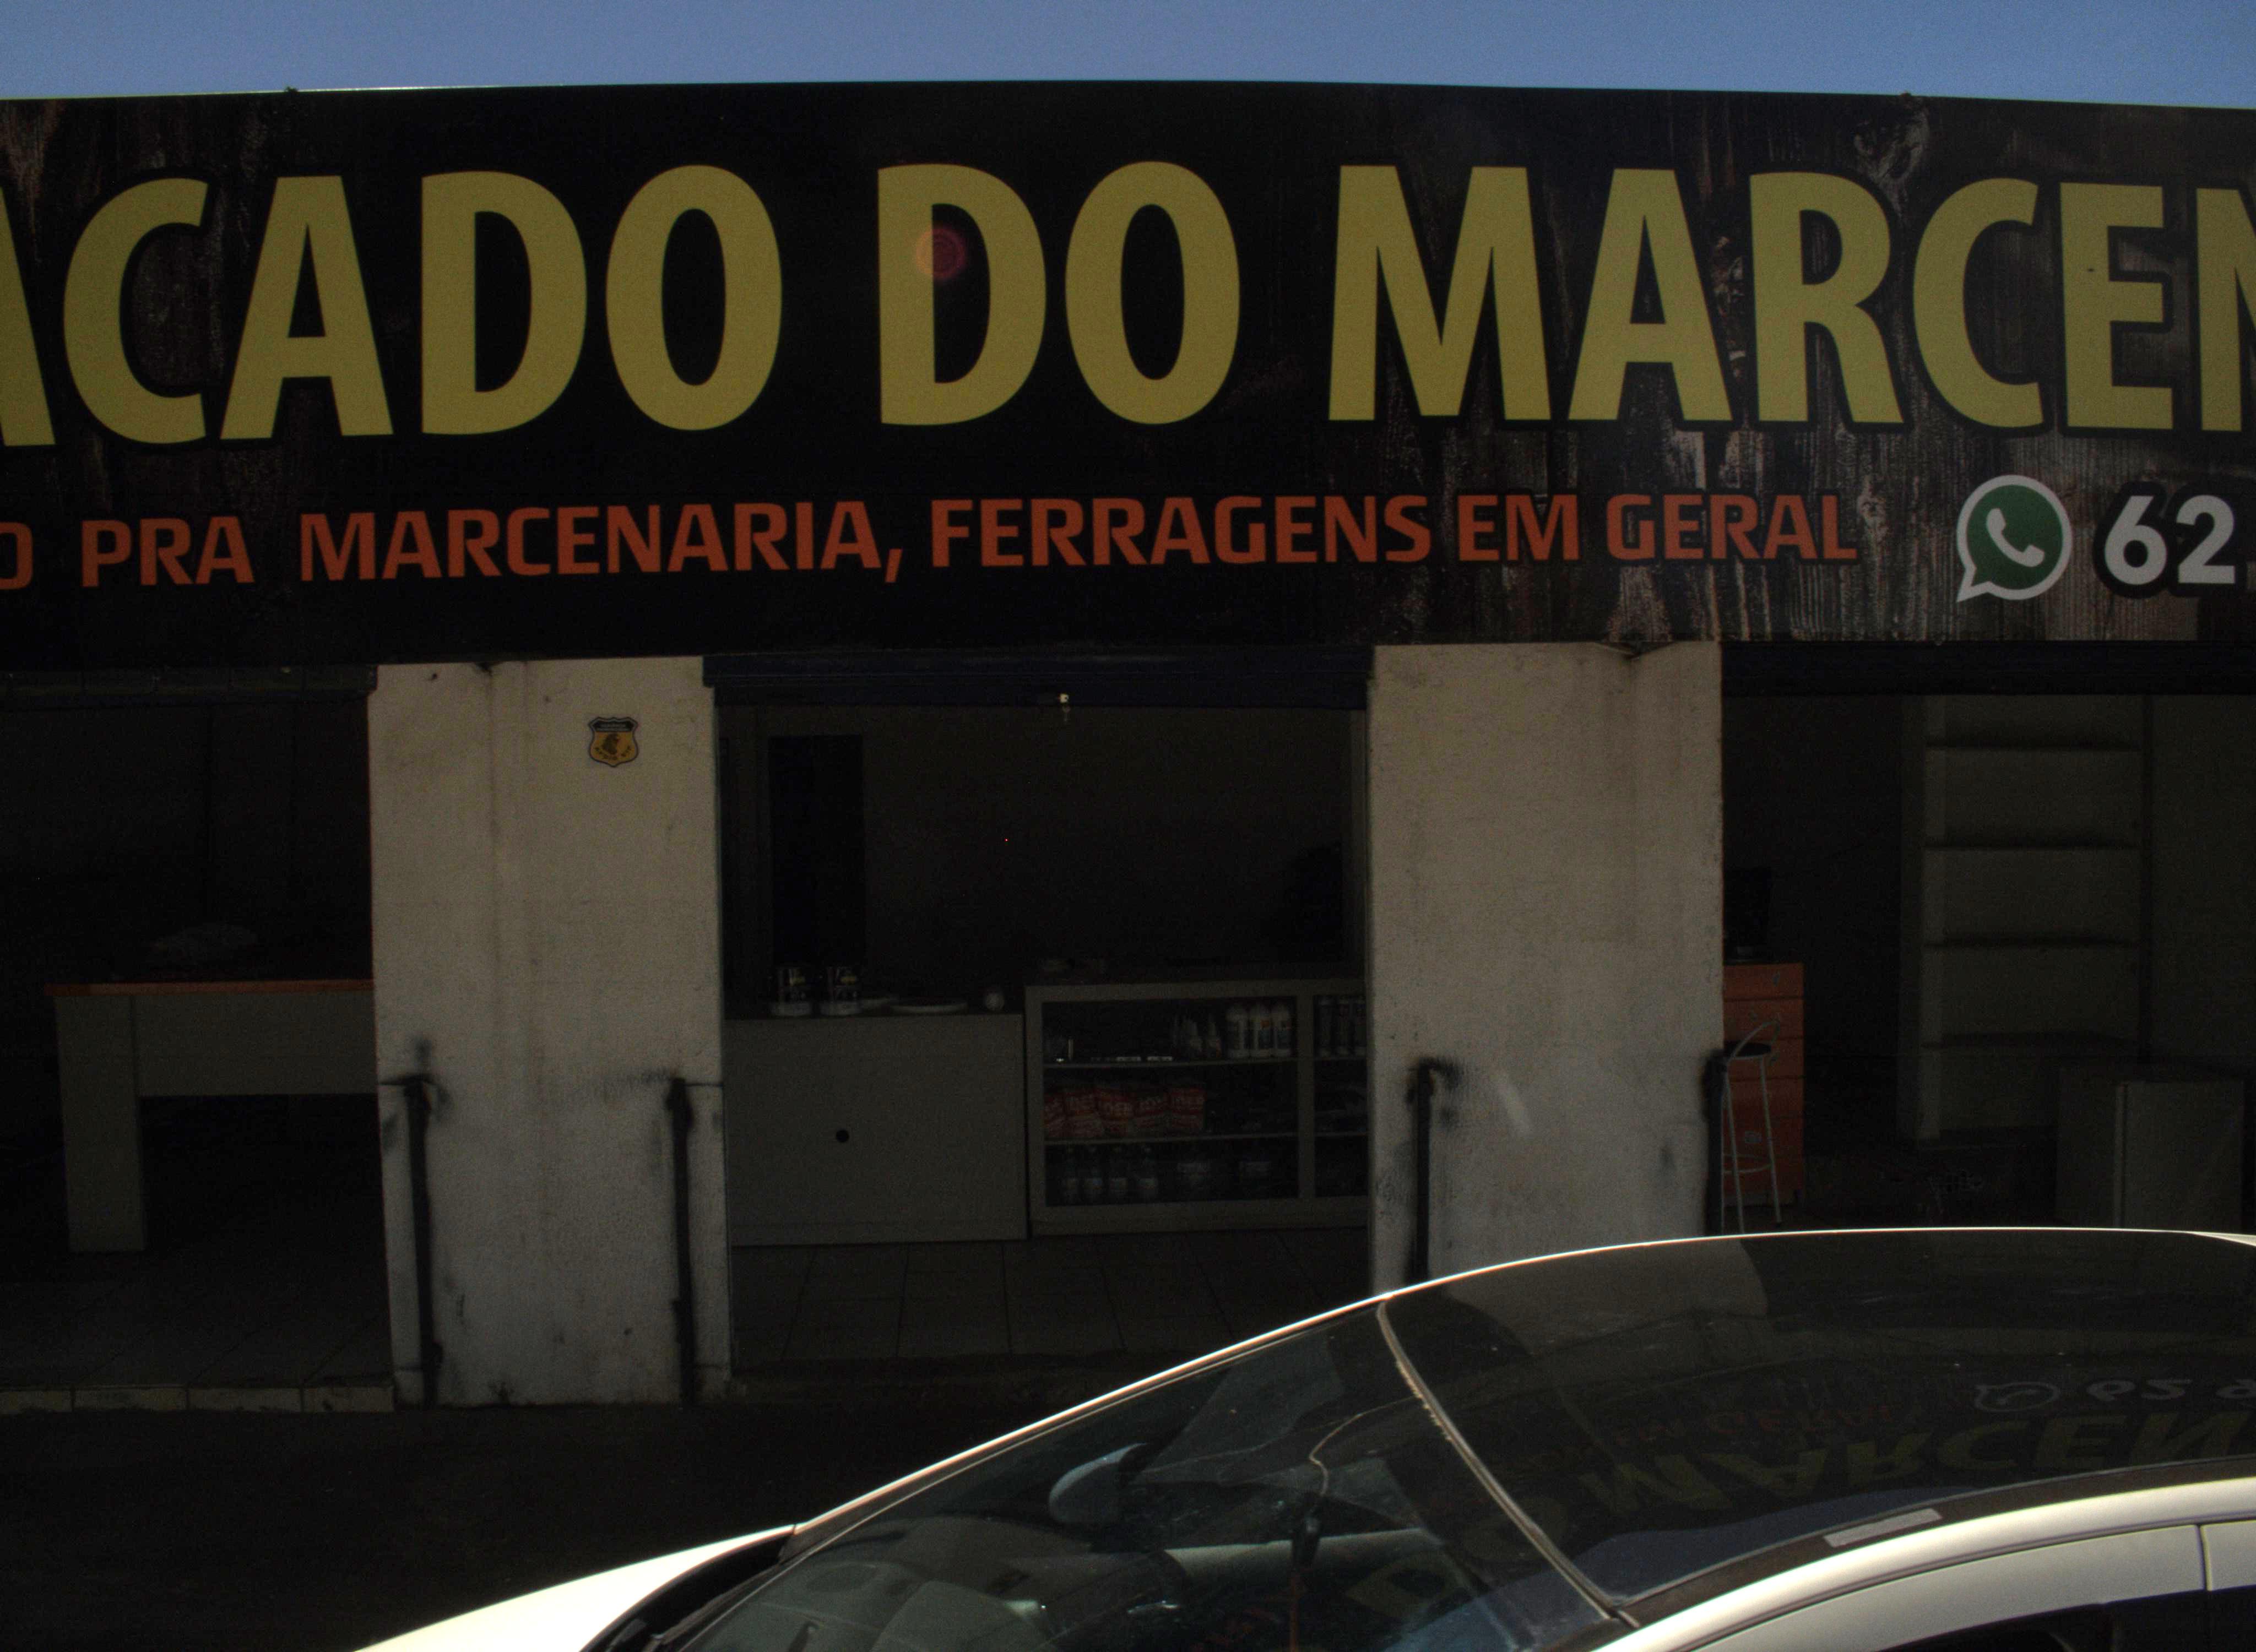 ACADO DO MARCEN
O PRA MARCENARIA, FERRAGENS EM GERAL 62